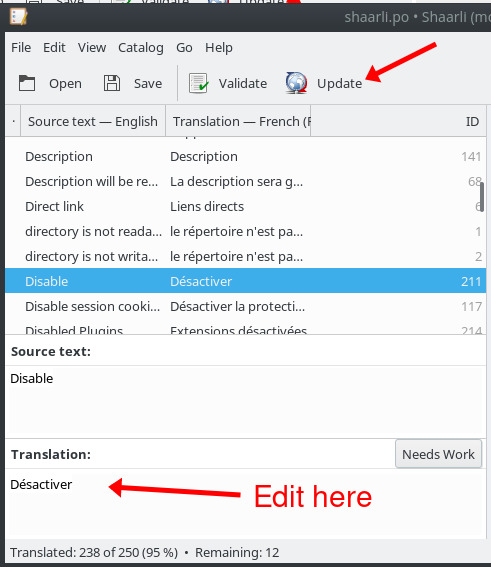 shaarli.po • Shaarli (mo
File Edit View Catalog Go Help
Open Save Validate Update
· Source text — English Translation — French (F ID
Description Description 141
Description will be re... La description sera g... 68
Direct link Liens directs 6
directory is not reada... le répertoire n'est pa... 1
directory is not writa... le répertoire n'est pa... 2
Disable Désactiver 211
Disable session cooki... Désactiver la protecti... 117
Disabled Plugins Extensions désactivées 214
Source text:
Disable
Translation: Needs Work
Désactiver
Edit here
Translated: 238 of 250 (95 %) • Remaining: 12